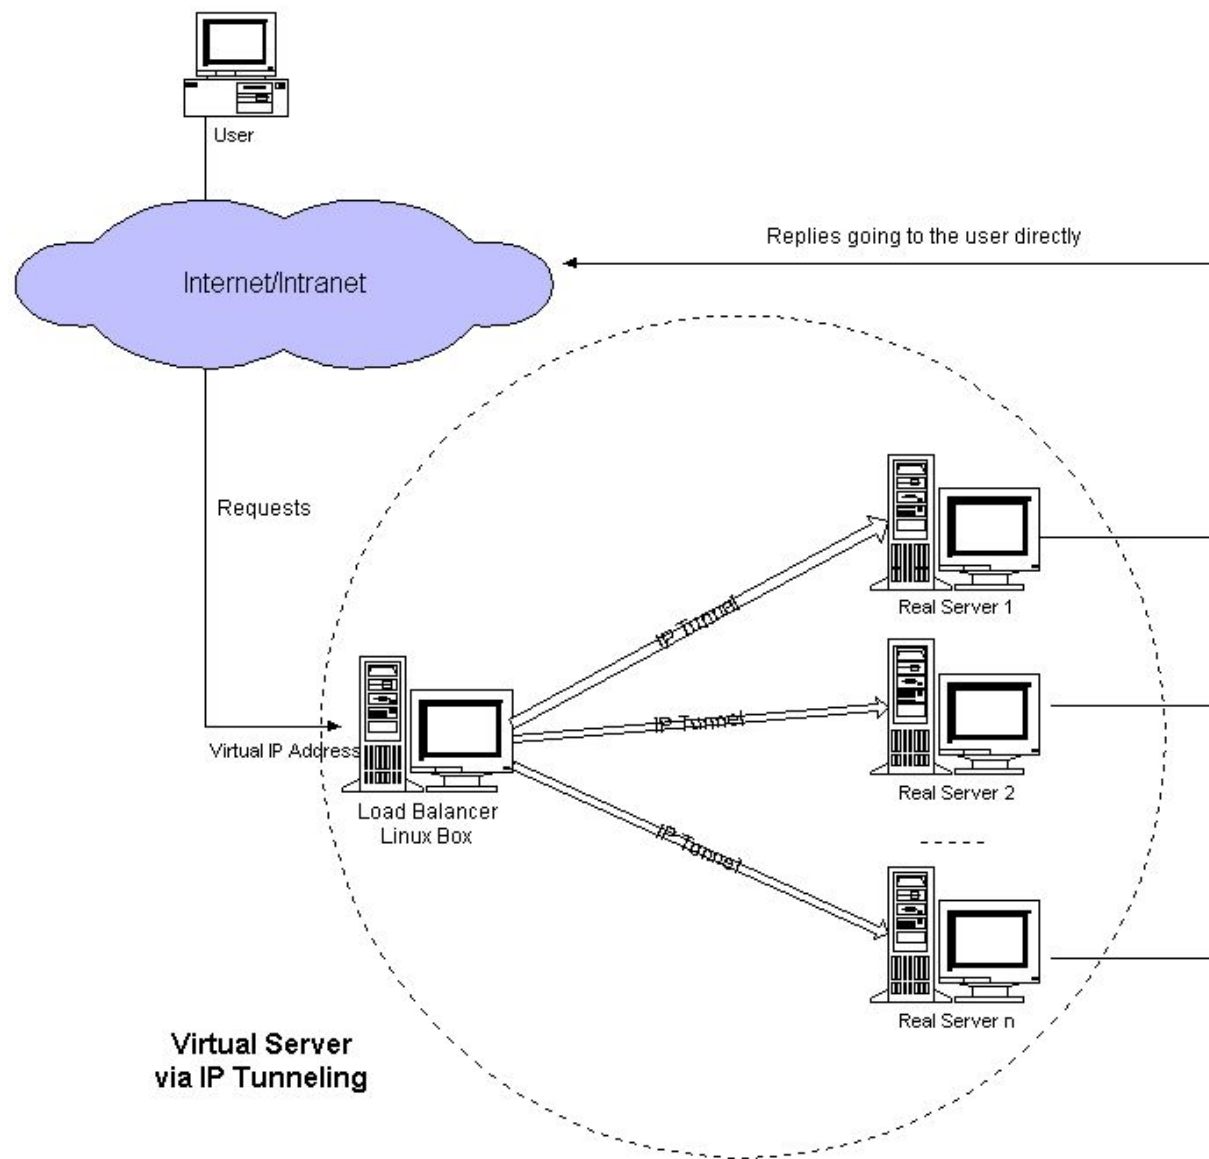 User
Replies going to the user directly
Internet/Intranet
Requests
IP Tunnel
Real Server 1
IP Tunnel
Virtual IP Address
Real Server 2
Load Balancer
Linux Box
IP Tunnel
Real Server n
Virtual Server
via IP Tunneling